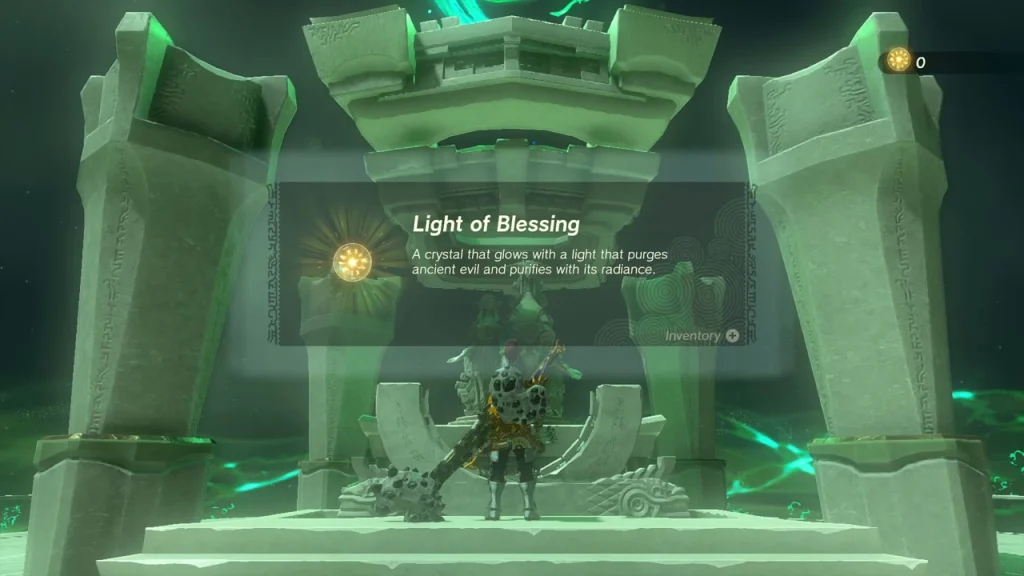 0
Light of Blessing
A crystal that glows with a light that purges
ancient evil and purifies with its radiance.
Inventory +